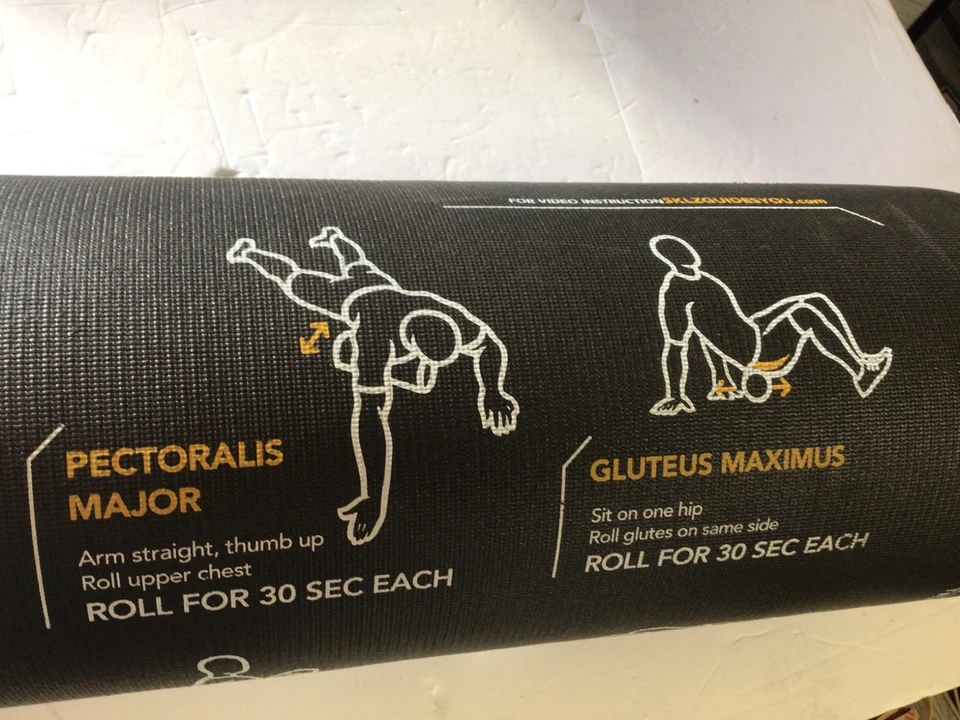 FOR VIDEO INSTRUCTION SKLZGUIDESYOU.com
PECTORALIS
MAJOR
Arm straight, thumb up
Roll upper chest
ROLL FOR 30 SEC EACH
GLUTEUS MAXIMUS
Sit on one hip
Roll glutes on same side
ROLL FOR 30 SEC EACH